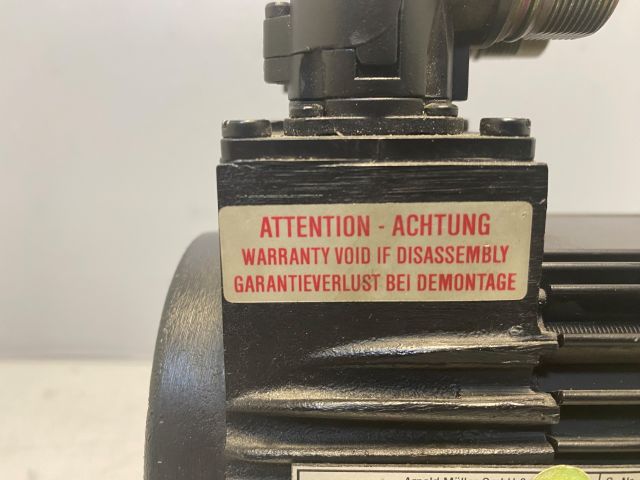 ATTENTION - ACHTUNG
WARRANTY VOID IF DISASSEMBLY
GARANTIEVERLUST BEI DEMONTAGE